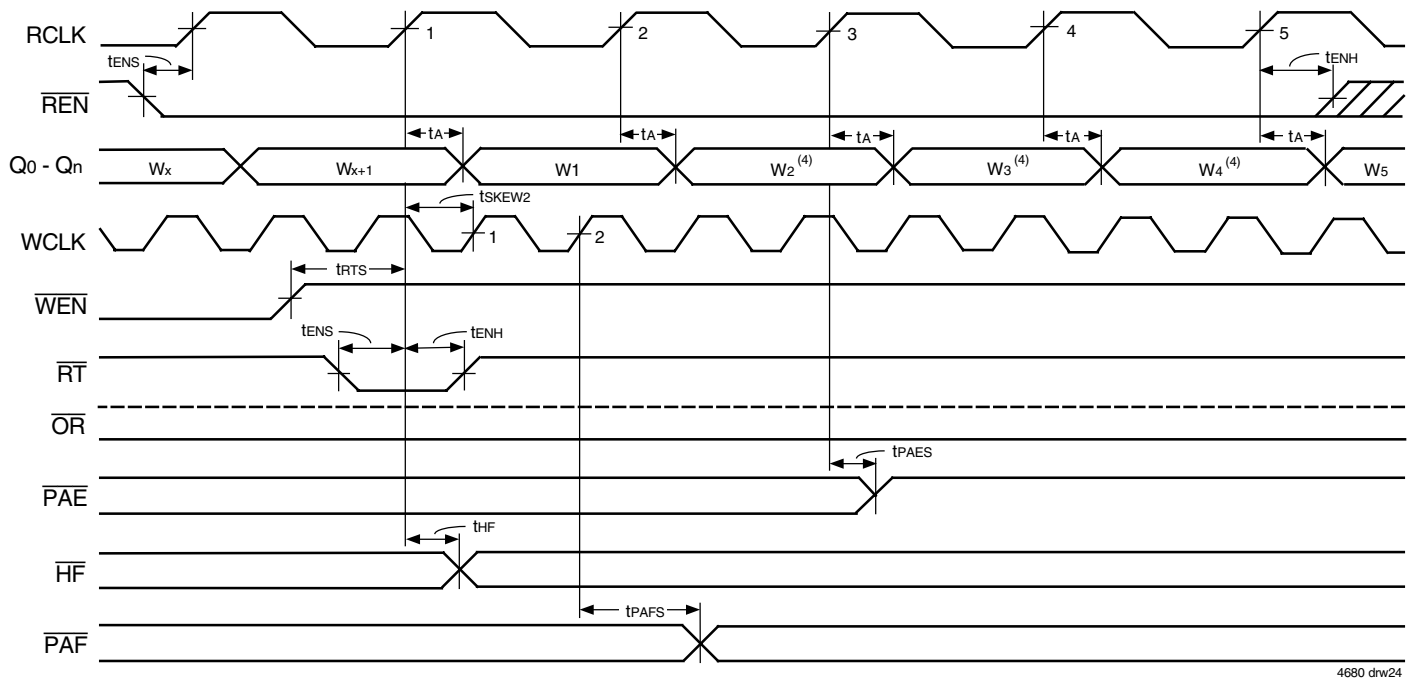 RCLK 1 2 3 4 5
tENS tENH
REN
tA tA tA tA tA
Q0 - Qn Wx Wx+1 W1 W2 (4) W3 (4) W4 (4) W5
tSKEW2
WCLK 1 2
tRTS
WEN
tENS tENH
RT
OR
tPAES
PAE
tHF
HF
tPAFS
PAF
4680 drw24